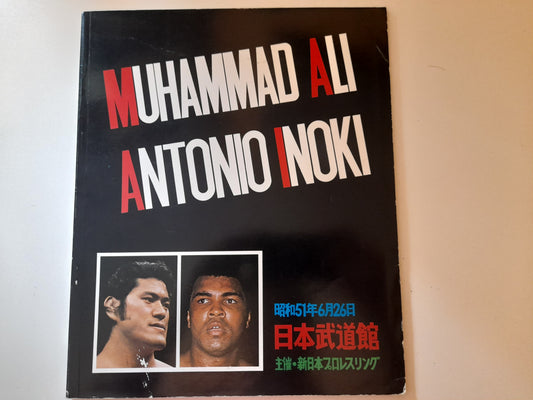 MUHAMMAD ALI
ANTONIO INOKI
昭和51年6月26日
日本武道館
主催・新日本プロレスリング